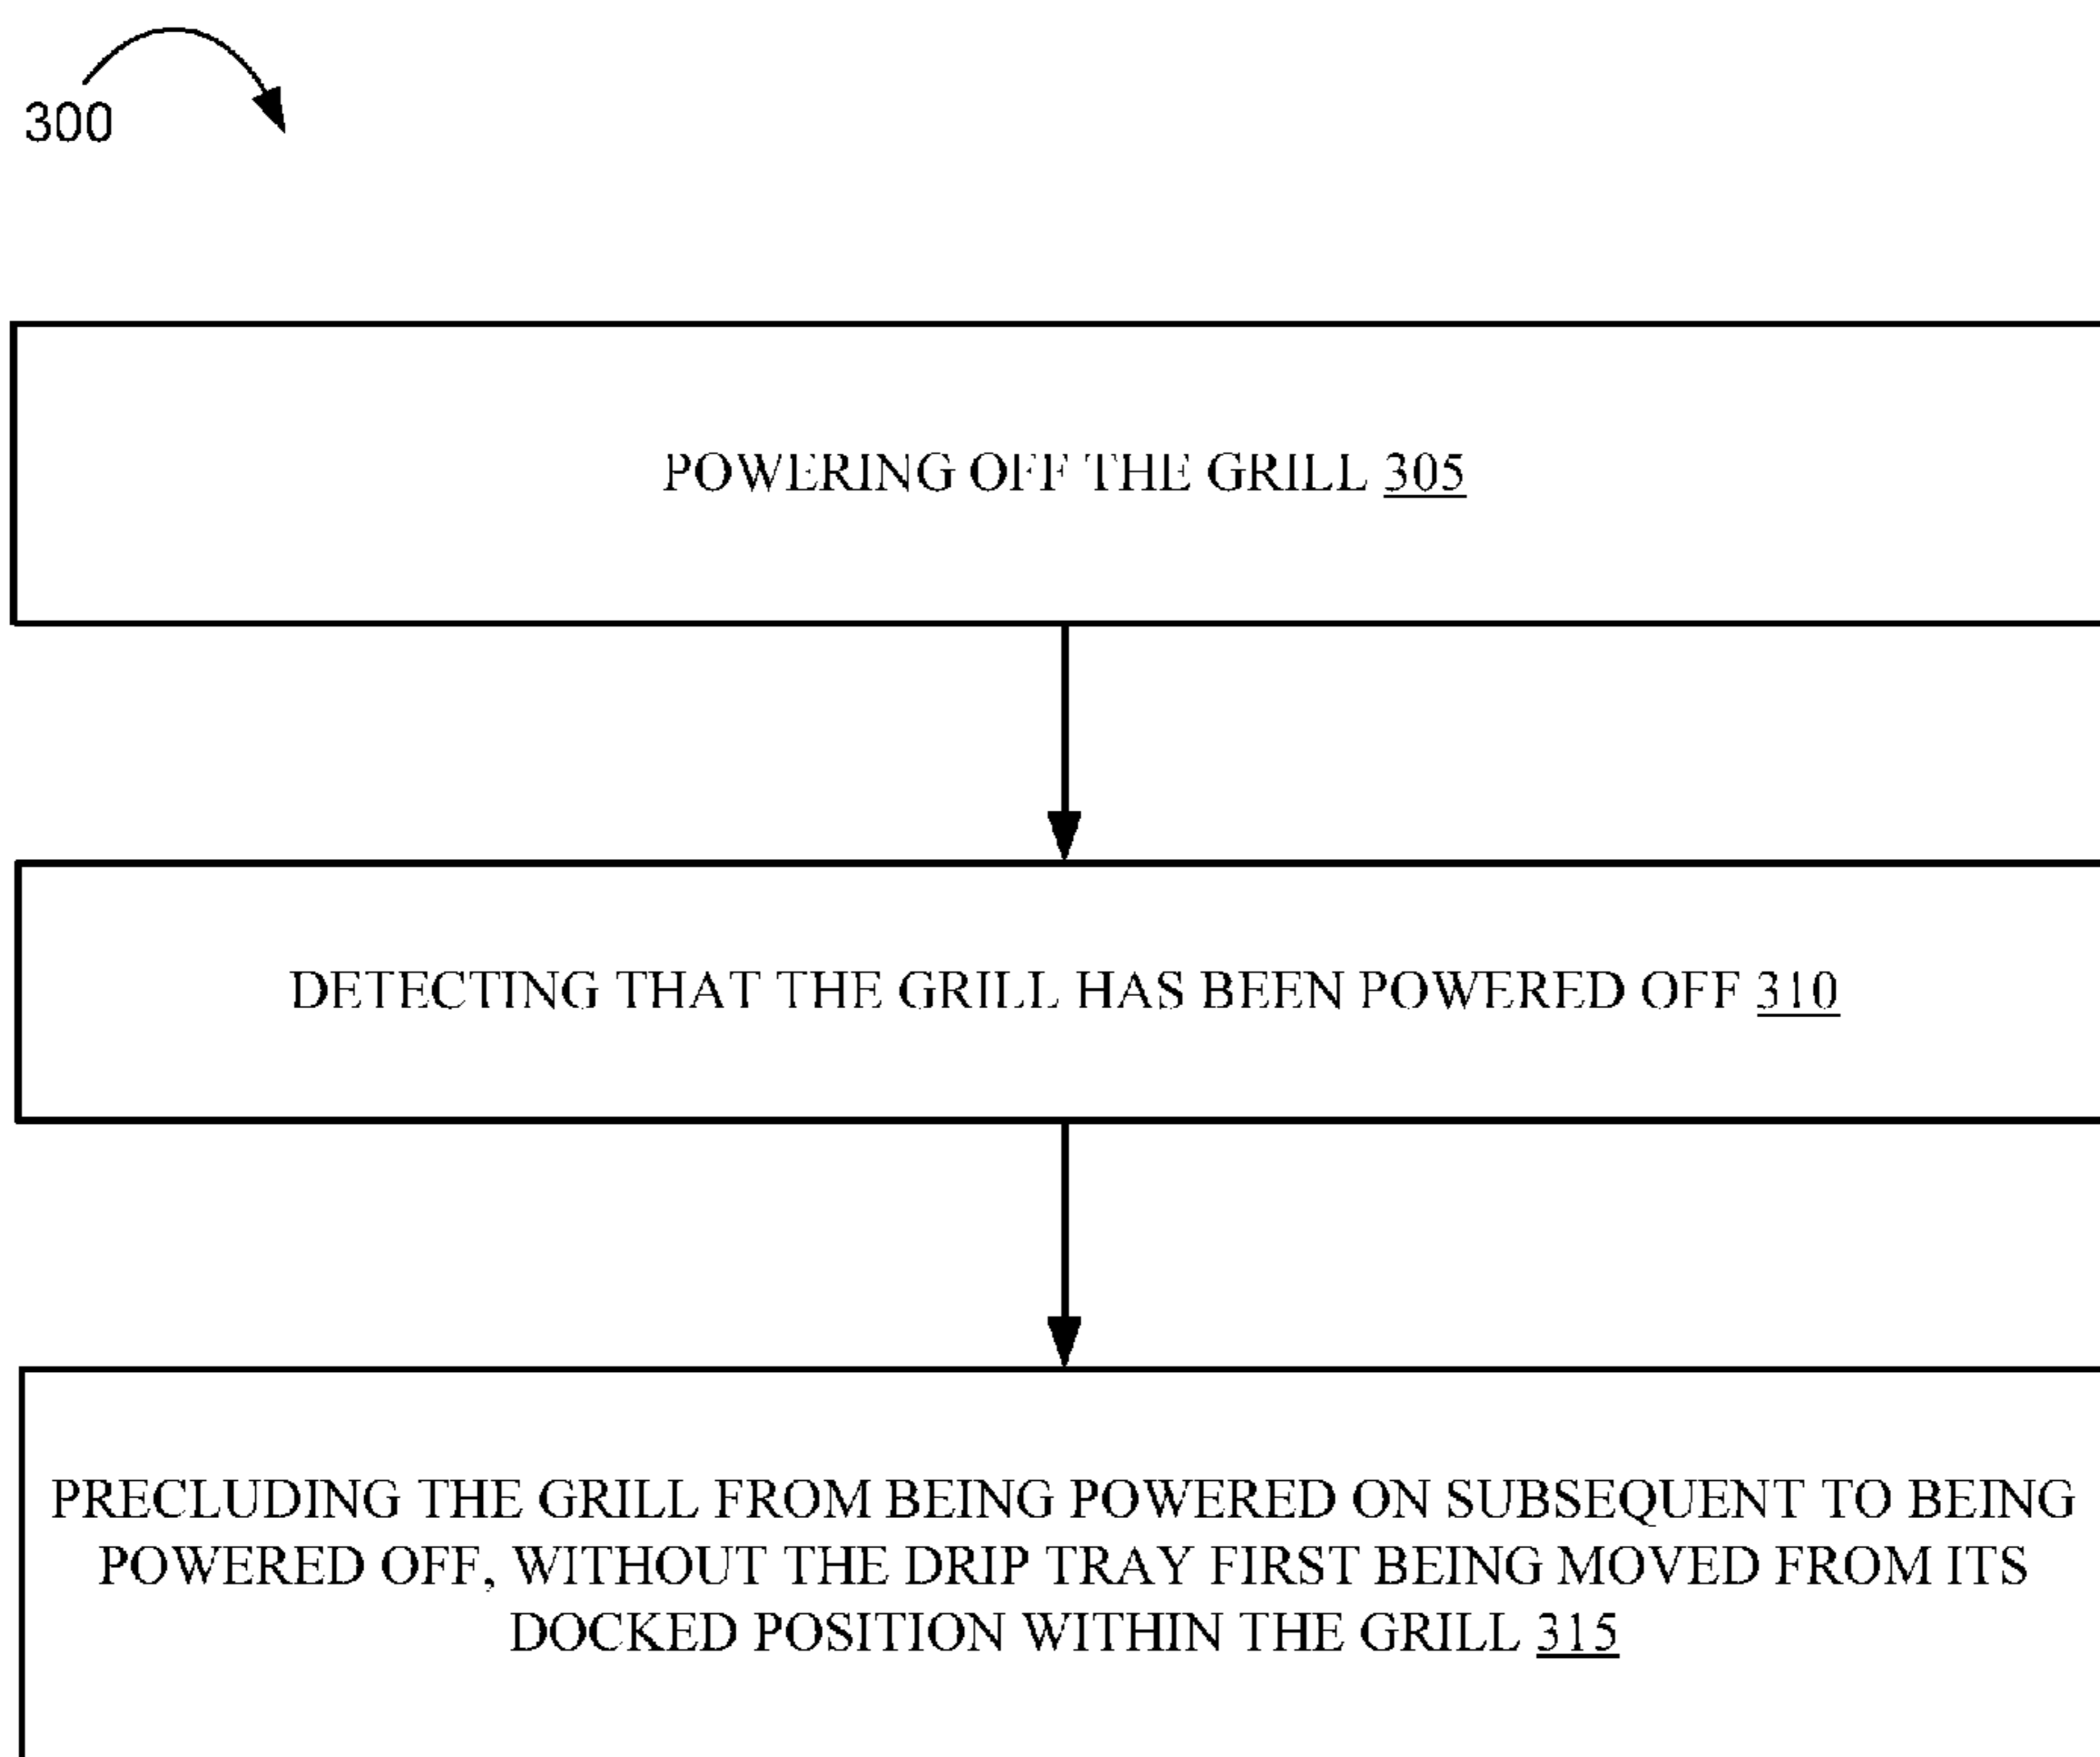 300
POWERING OFF THE GRILL 305
DETECTING THAT THE GRILL HAS BEEN POWERED OFF 310
PRECLUDING THE GRILL FROM BEING POWERED ON SUBSEQUENT TO BEING
POWERED OFF, WITHOUT THE DRIP TRAY FIRST BEING MOVED FROM ITS
DOCKED POSITION WITHIN THE GRILL 315